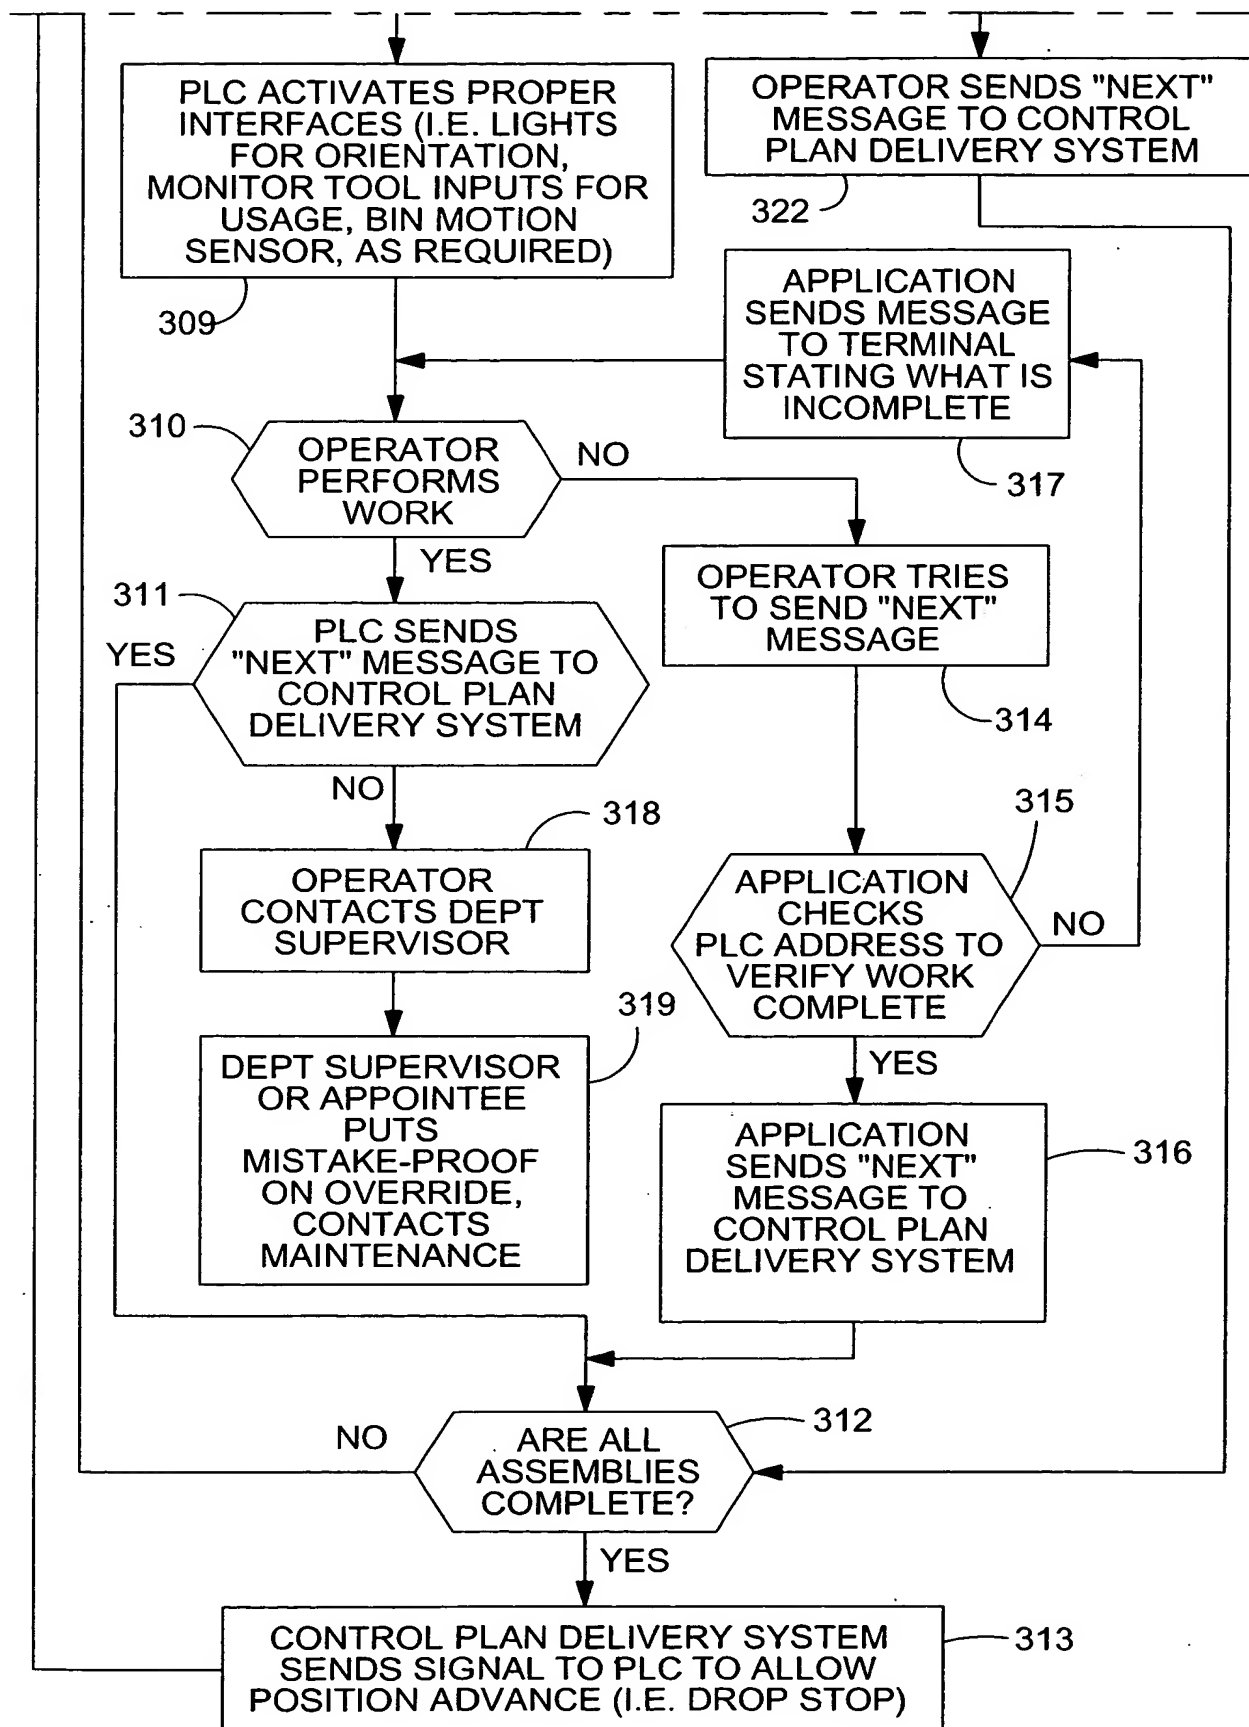 PLC ACTIVATES PROPER
INTERFACES (I.E. LIGHTS
FOR ORIENTATION,
MONITOR TOOL INPUTS FOR
USAGE, BIN MOTION
SENSOR, AS REQUIRED)
309
OPERATOR SENDS "NEXT"
MESSAGE TO CONTROL
PLAN DELIVERY SYSTEM
322
APPLICATION
SENDS MESSAGE
TO TERMINAL
STATING WHAT IS
INCOMPLETE
317
310
OPERATOR
PERFORMS
WORK
NO
YES
311
YES
PLC SENDS
"NEXT" MESSAGE TO
CONTROL PLAN
DELIVERY SYSTEM
NO
OPERATOR TRIES
TO SEND "NEXT"
MESSAGE
314
318
OPERATOR
CONTACTS DEPT
SUPERVISOR
315
APPLICATION
CHECKS
PLC ADDRESS TO
VERIFY WORK
COMPLETE
NO
YES
319
DEPT SUPERVISOR
OR APPOINTEE
PUTS
MISTAKE-PROOF
ON OVERRIDE,
CONTACTS
MAINTENANCE
APPLICATION
SENDS "NEXT"
MESSAGE TO
CONTROL PLAN
DELIVERY SYSTEM
316
312
NO
ARE ALL
ASSEMBLIES
COMPLETE?
YES
CONTROL PLAN DELIVERY SYSTEM
SENDS SIGNAL TO PLC TO ALLOW
POSITION ADVANCE (I.E. DROP STOP)
313